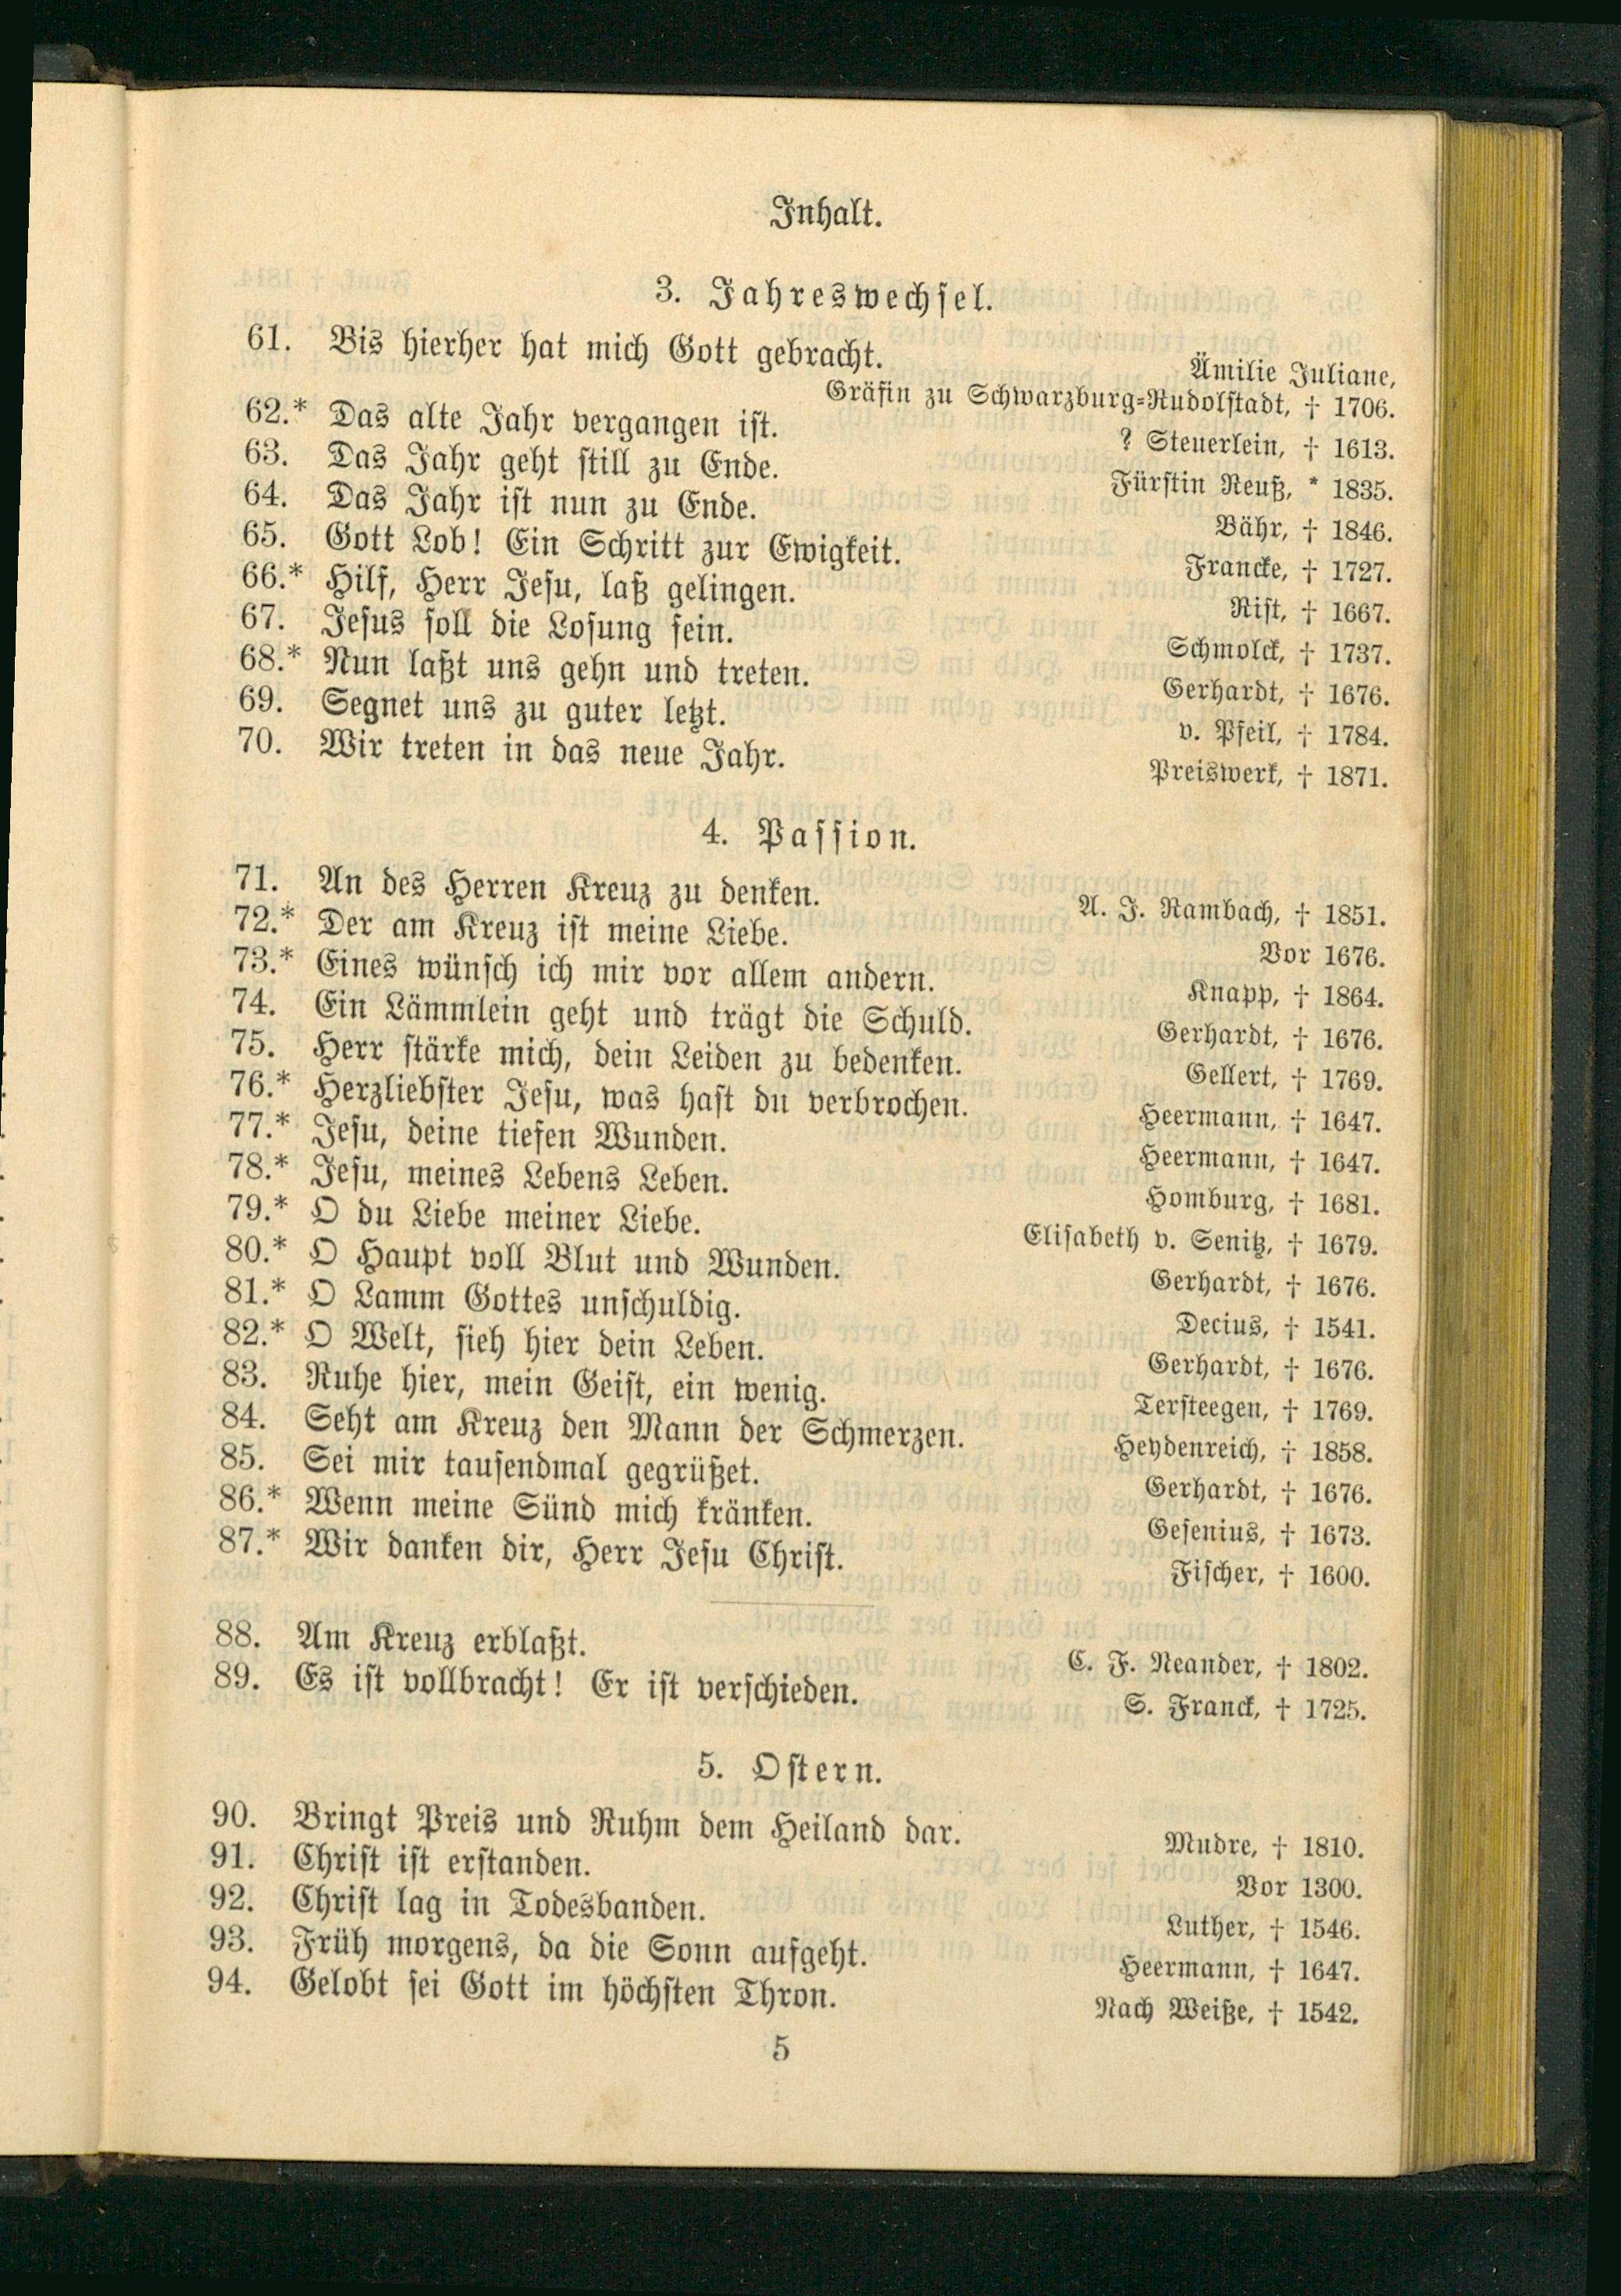 Inhalt.
3. Jahreswechsel.
61. Bis hierher hat mich Gott gebracht. Ämilie Juliane,
Gräfin zu Schwarzburg-Rudolstadt, † 1706.
62.* Das alte Jahr vergangen ist. ? Steuerlein, † 1613.
63. Das Jahr geht still zu Ende. Fürstin Reuß, * 1835.
64. Das Jahr ist nun zu Ende. Bähr, † 1846.
65. Gott Lob! Ein Schritt zur Ewigkeit. Francke, † 1727.
66.* Hilf, Herr Jesu, laß gelingen. Rist, † 1667.
67. Jesus soll die Losung sein. Schmolck, † 1737.
68.* Nun laßt uns gehn und treten. Gerhardt, † 1676.
69. Segnet uns zu guter letzt. v. Pfeil, † 1784.
70. Wir treten in das neue Jahr. Preiswerk, † 1871.
4. Passion.
71. An des Herren Kreuz zu denken. A. J. Rambach, † 1851.
72.* Der am Kreuz ist meine Liebe. Vor 1676.
73.* Eines wünsch ich mir vor allem andern. Knapp, † 1864.
74. Ein Lämmlein geht und trägt die Schuld. Gerhardt, † 1676.
75. Herr stärke mich, dein Leiden zu bedenken. Gellert, † 1769.
76.* Herzliebster Jesu, was hast du verbrochen. Heermann, † 1647.
77.* Jesu, deine tiefen Wunden. Heermann, † 1647.
78.* Jesu, meines Lebens Leben. Homburg, † 1681.
79.* O du Liebe meiner Liebe. Elisabeth v. Senitz, † 1679.
80.* O Haupt voll Blut und Wunden. Gerhardt, † 1676.
81.* O Lamm Gottes unschuldig. Decius, † 1541.
82.* O Welt, sieh hier dein Leben. Gerhardt, † 1676.
83. Ruhe hier, mein Geist, ein wenig. Tersteegen, † 1769.
84. Seht am Kreuz den Mann der Schmerzen. Heydenreich, † 1858.
85. Sei mir tausendmal gegrüßet. Gerhardt, † 1676.
86.* Wenn meine Sünd mich kränken. Gesenius, † 1673.
87.* Wir danken dir, Herr Jesu Christ. Fischer, † 1600.
88. Am Kreuz erblaßt. C. F. Neander, † 1802.
89. Es ist vollbracht! Er ist verschieden. S. Franck, † 1725.
5. Ostern.
90. Bringt Preis und Ruhm dem Heiland dar. Mudre, † 1810.
91. Christ ist erstanden. Vor 1300.
92. Christ lag in Todesbanden. Luther, † 1546.
93. Früh morgens, da die Sonn aufgeht. Heermann, † 1647.
94. Gelobt sei Gott im höchsten Thron. Nach Weiße, † 1542.
5